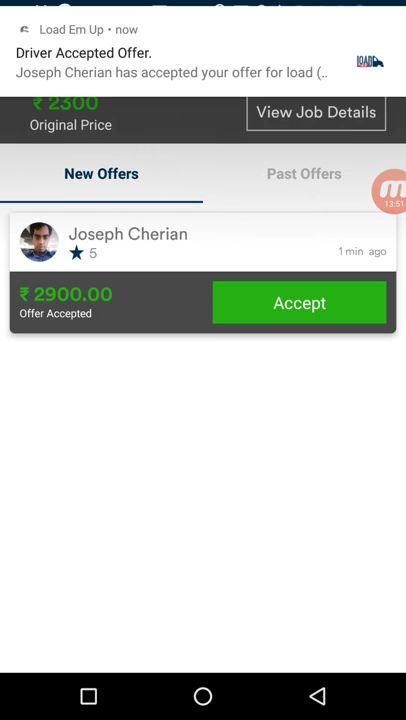 Load Em Up • now
Driver Accepted Offer.
Joseph Cherian has accepted your offer for load (..
LOAD
₹ 2300
Original Price
View Job Details
New Offers
Past Offers
13:51
Joseph Cherian
★ 5
1 min ago
₹ 2900.00
Offer Accepted
Accept